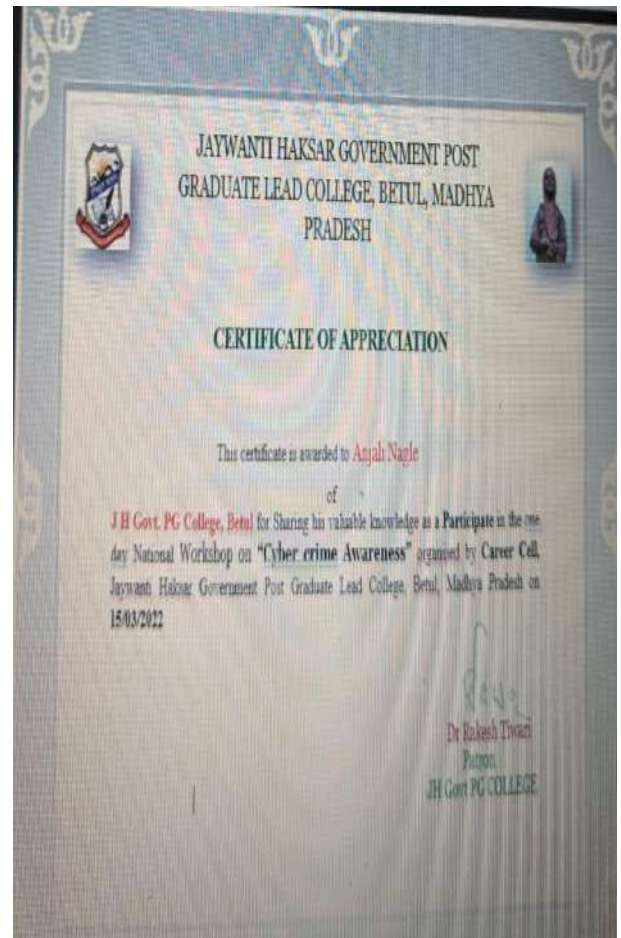 JAYWANTI HAKSAR GOVERNMENT POST
GRADUATE LEAD COLLEGE, BETUL, MADHYA
PRADESH
CERTIFICATE OF APPRECIATION
This certificate is awarded to Anjali Nagle
of
J H Govt. PG College, Betul for Sharing his valuable knowledge as a Participate in the one
day National Workshop on "Cyber crime Awareness" organised by Career Cell,
Jaywanti Haksar Government Post Graduate Lead College, Betul, Madhya Pradesh on
15/03/2022
Dr Rakesh Tiwari
Patron
JH Govt PG COLLEGE